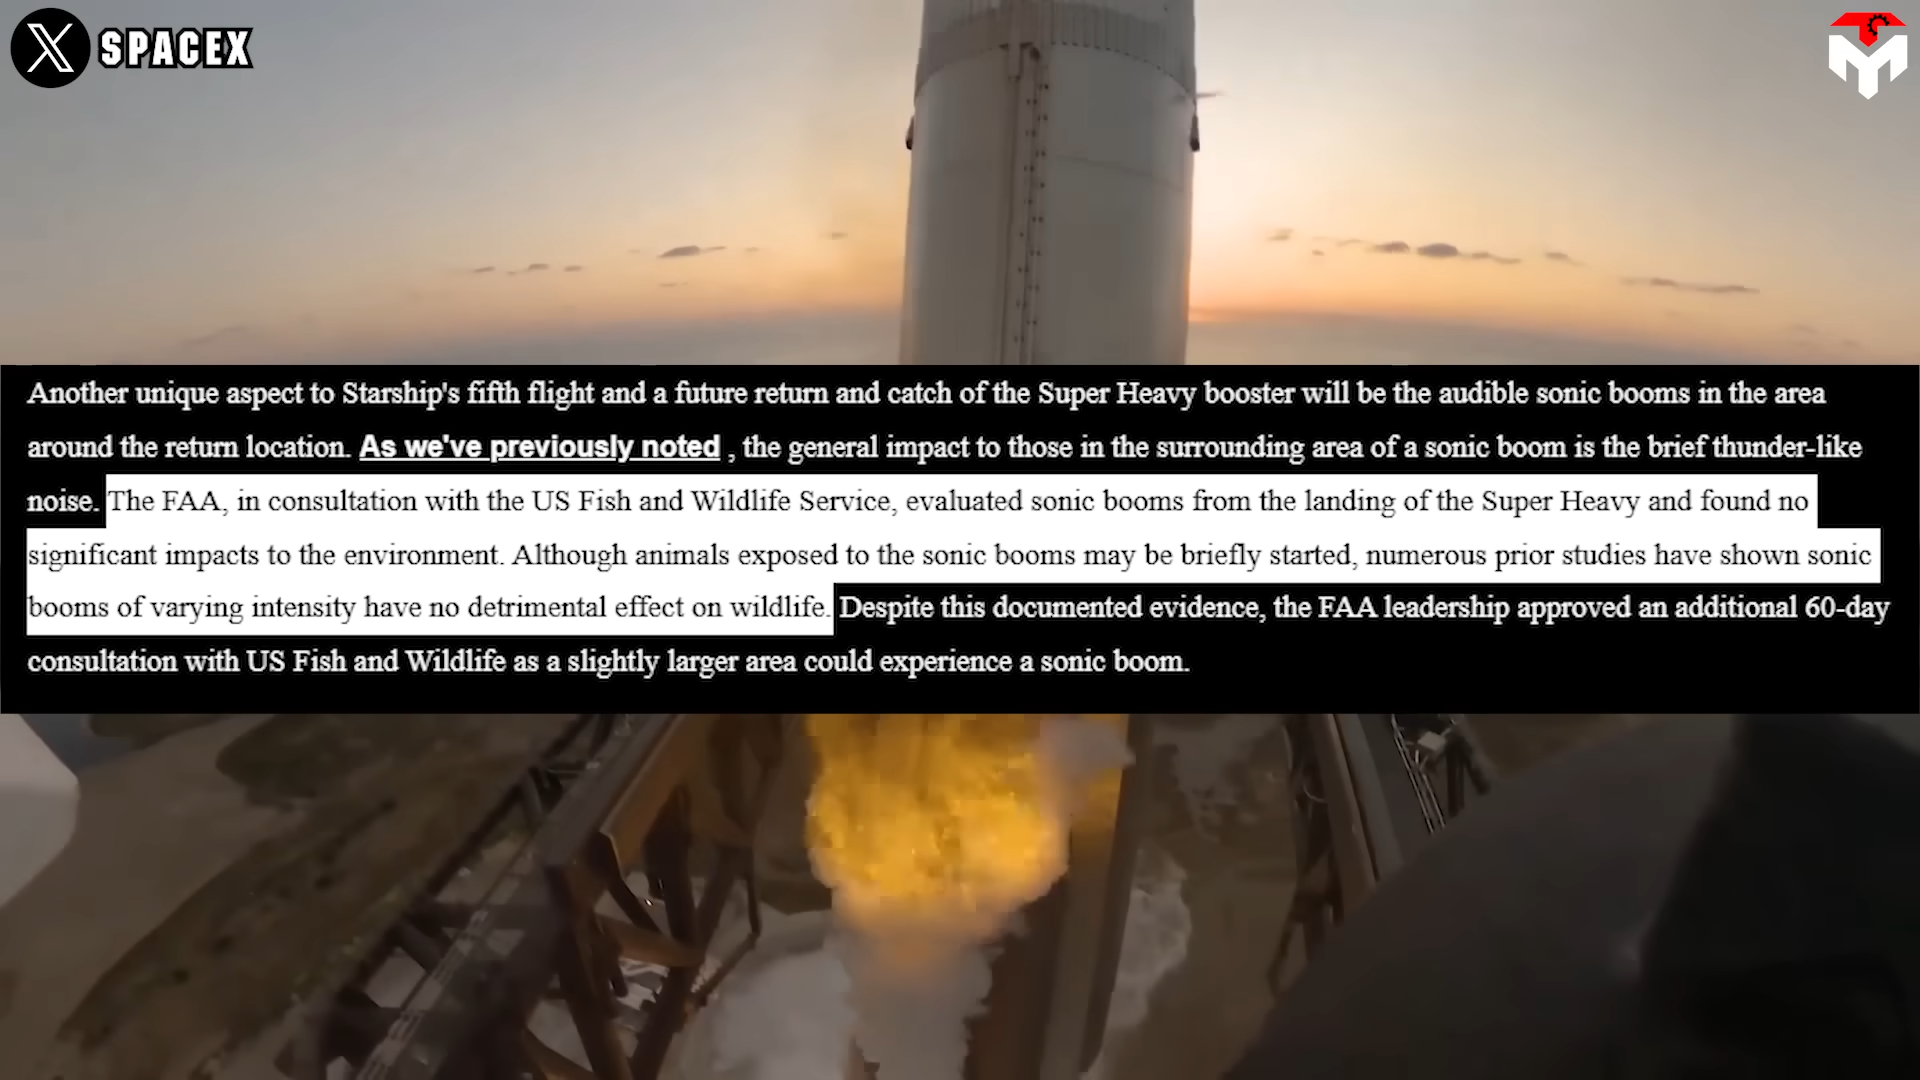 X SPACEX
Another unique aspect to Starship's fifth flight and a future return and catch of the Super Heavy booster will be the audible sonic booms in the area
around the return location. As we've previously noted , the general impact to those in the surrounding area of a sonic boom is the brief thunder-like
noise. The FAA, in consultation with the US Fish and Wildlife Service, evaluated sonic booms from the landing of the Super Heavy and found no
significant impacts to the environment. Although animals exposed to the sonic booms may be briefly started, numerous prior studies have shown sonic
booms of varying intensity have no detrimental effect on wildlife. Despite this documented evidence, the FAA leadership approved an additional 60-day
consultation with US Fish and Wildlife as a slightly larger area could experience a sonic boom.